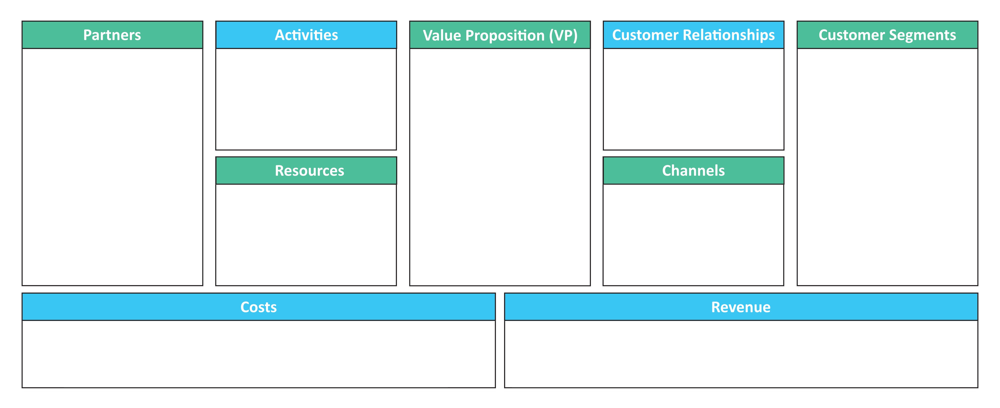 Partners
Activities
Value Proposition (VP)
Customer Relationships
Customer Segments
Resources
Channels
Costs
Revenue